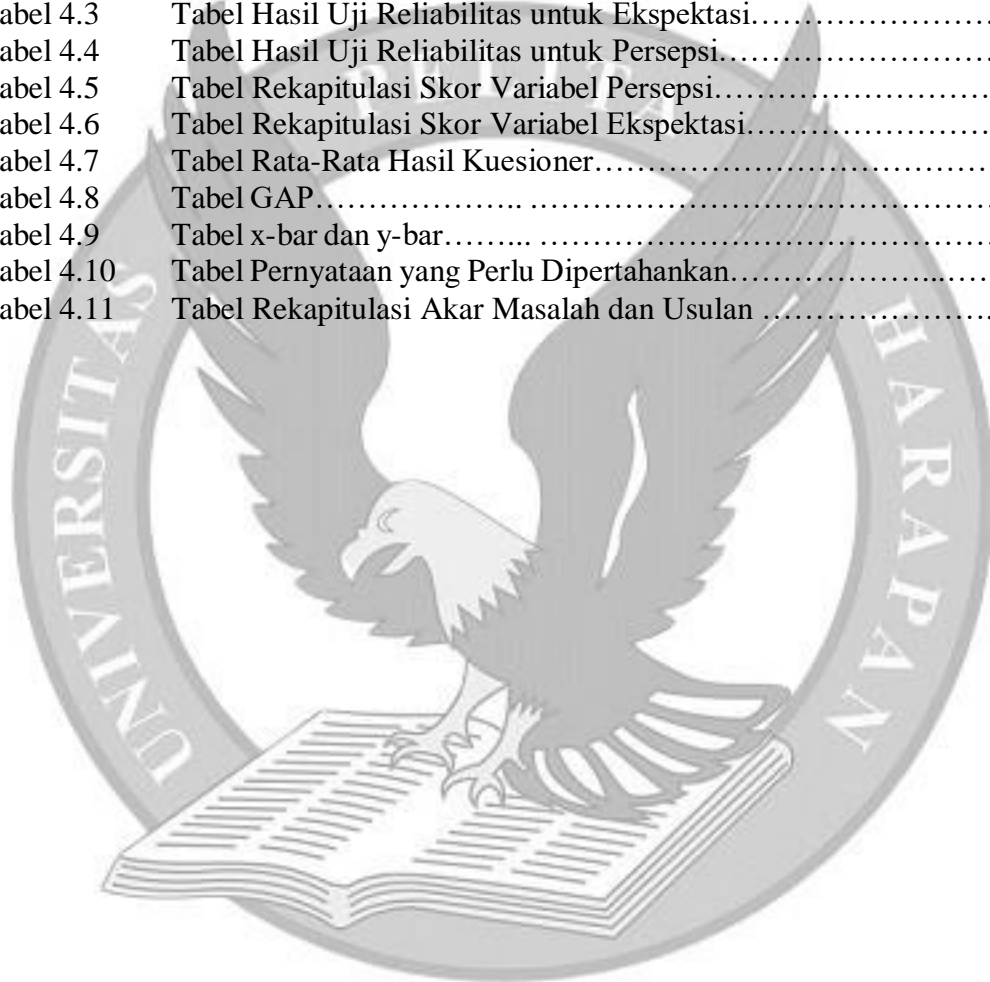 abel 4.3 Tabel Hasil Uji Reliabilitas untuk Ekspektasi……………………
abel 4.4 Tabel Hasil Uji Reliabilitas untuk Persepsi………………………
abel 4.5 Tabel Rekapitulasi Skor Variabel Persepsi………………………
abel 4.6 Tabel Rekapitulasi Skor Variabel Ekspektasi……………………
abel 4.7 Tabel Rata-Rata Hasil Kuesioner…………………………………
abel 4.8 Tabel GAP……………….. …………………………………………
abel 4.9 Tabel x-bar dan y-bar…….. ………………………………………
abel 4.10 Tabel Pernyataan yang Perlu Dipertahankan………………...……
abel 4.11 Tabel Rekapitulasi Akar Masalah dan Usulan ……………………
UNIVERSITAS PELITA HARAPAN